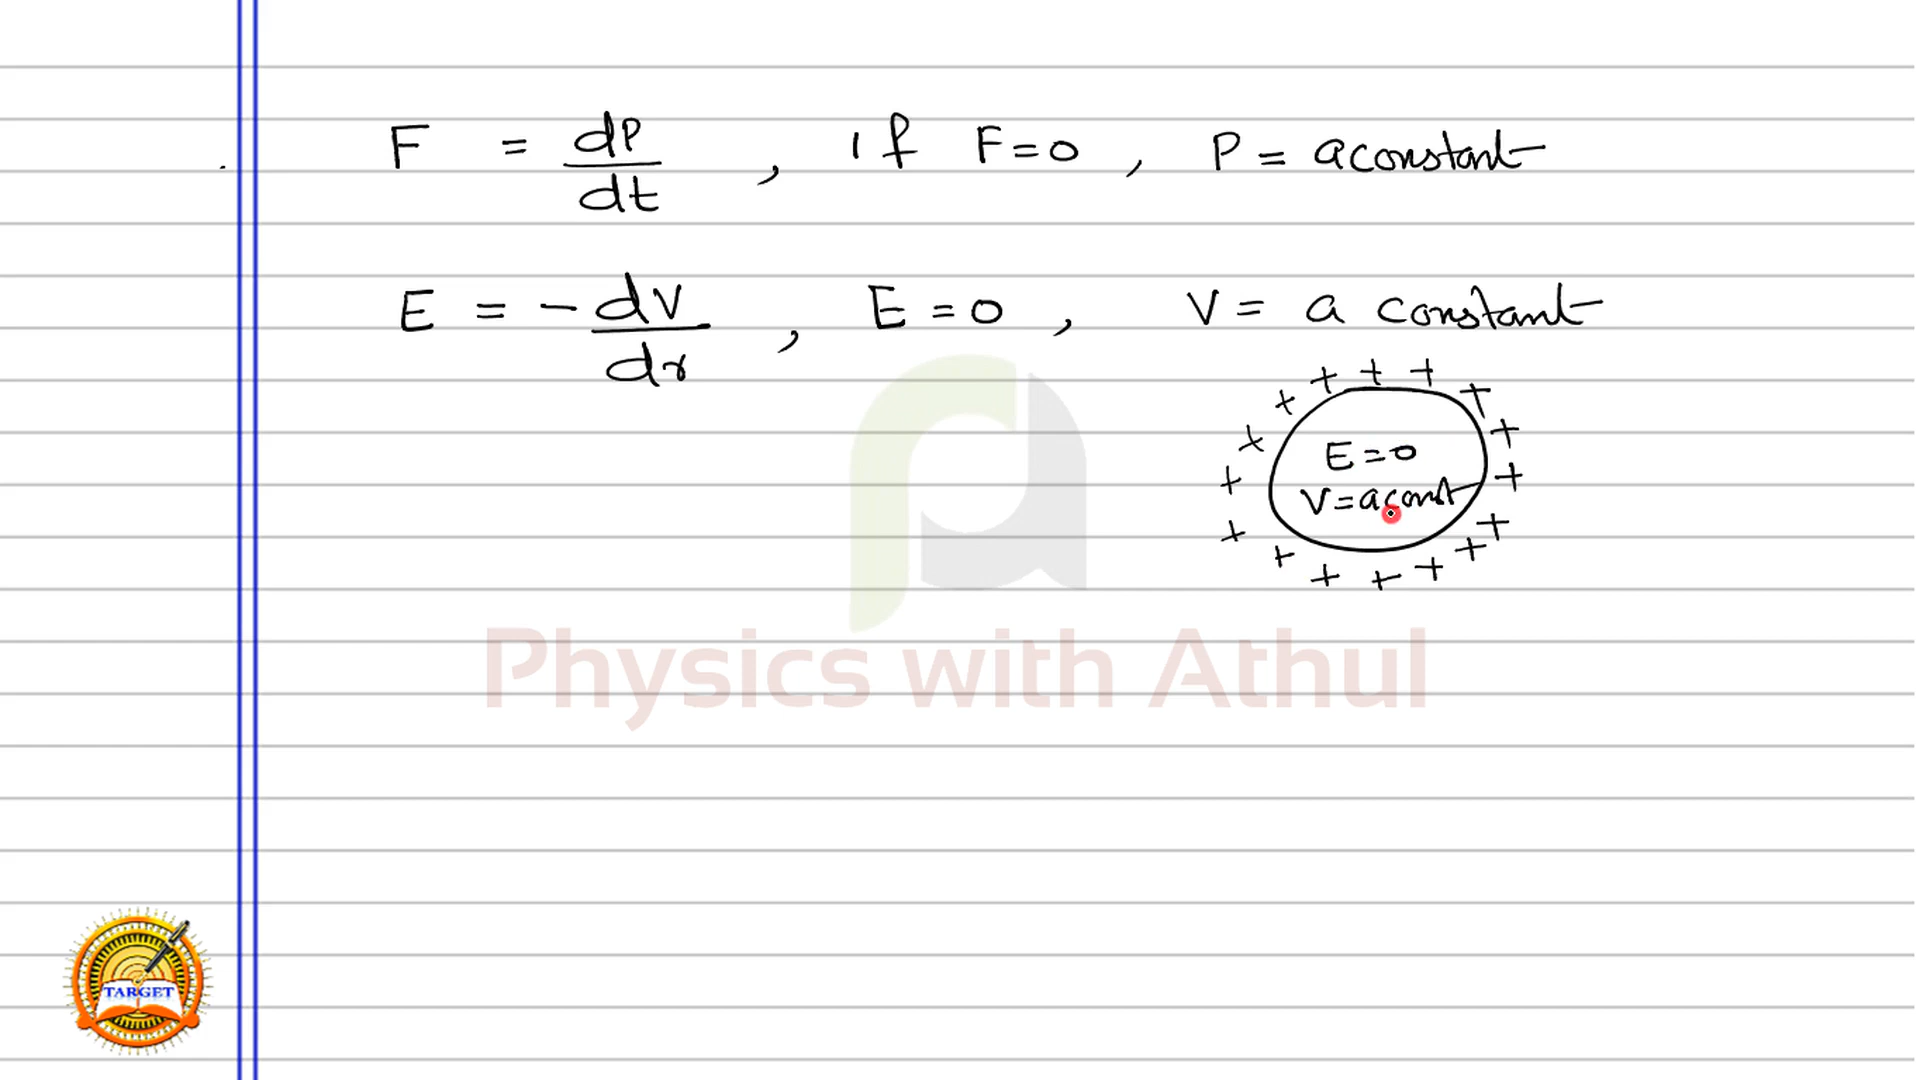 F = dP/dt , If F=0 , P = a constant
E = -dV/dr , E = 0 , V = a constant
+ + + + + + + + + + + + + + + + + + +
E=0
V=a const
Physics with Athul
TARGET